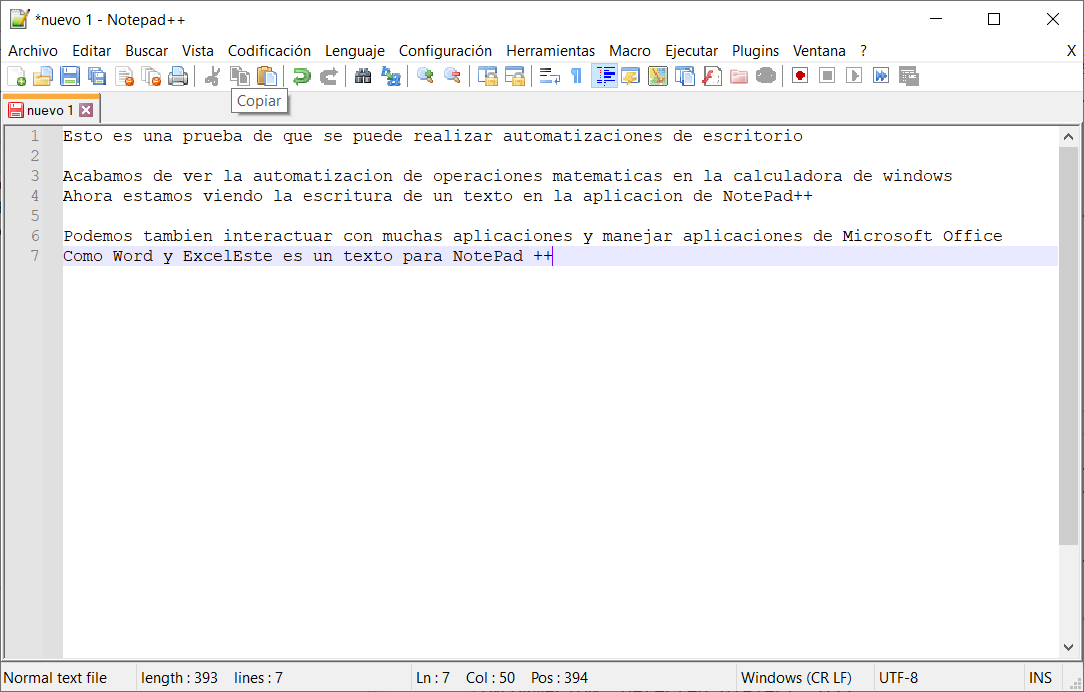 *nuevo 1 - Notepad++
Archivo Editar Buscar Vista Codificación Lenguaje Configuración Herramientas Macro Ejecutar Plugins Ventana ? X
Copiar
nuevo 1
1 Esto es una prueba de que se puede realizar automatizaciones de escritorio
2
3 Acabamos de ver la automatizacion de operaciones matematicas en la calculadora de windows
4 Ahora estamos viendo la escritura de un texto en la aplicacion de NotePad++
5
6 Podemos tambien interactuar con muchas aplicaciones y manejar aplicaciones de Microsoft Office
7 Como Word y ExcelEste es un texto para NotePad ++
Normal text file length : 393 lines : 7 Ln : 7 Col : 50 Pos : 394 Windows (CR LF) UTF-8 INS